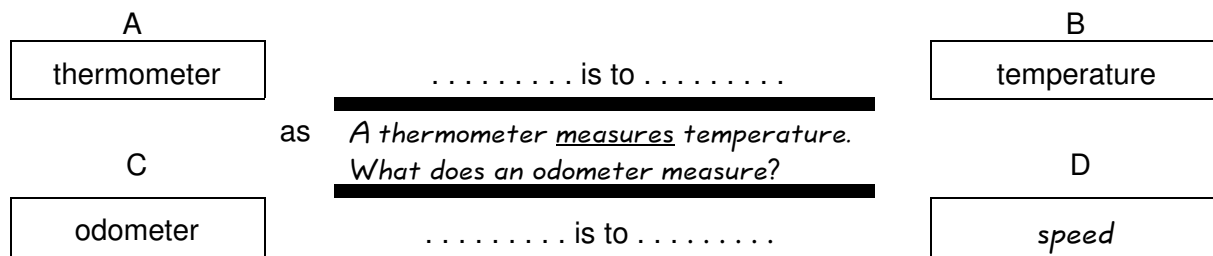 A
B
thermometer
. . . . . . . . . is to . . . . . . . . .
temperature
as
A thermometer measures temperature.
What does an odometer measure?
C
D
odometer
. . . . . . . . . is to . . . . . . . . .
speed